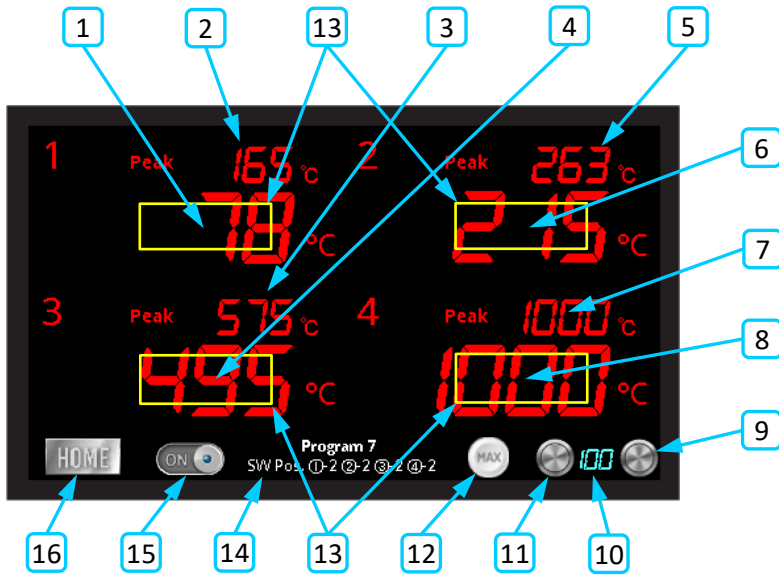 1 2 13 3 4 5
1 Peak 165 °C 2 Peak 263 °C
6
78 °C 215 °C
7
3 Peak 575 °C 4 Peak 1000 °C
8
495 °C 1000 °C
9
Program 7
HOME ON SW Pos. ①-2 ②-2 ③-2 ④-2 MAX 100
16 15 14 13 12 11 10